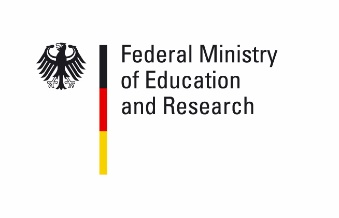 Federal Ministry
of Education
and Research